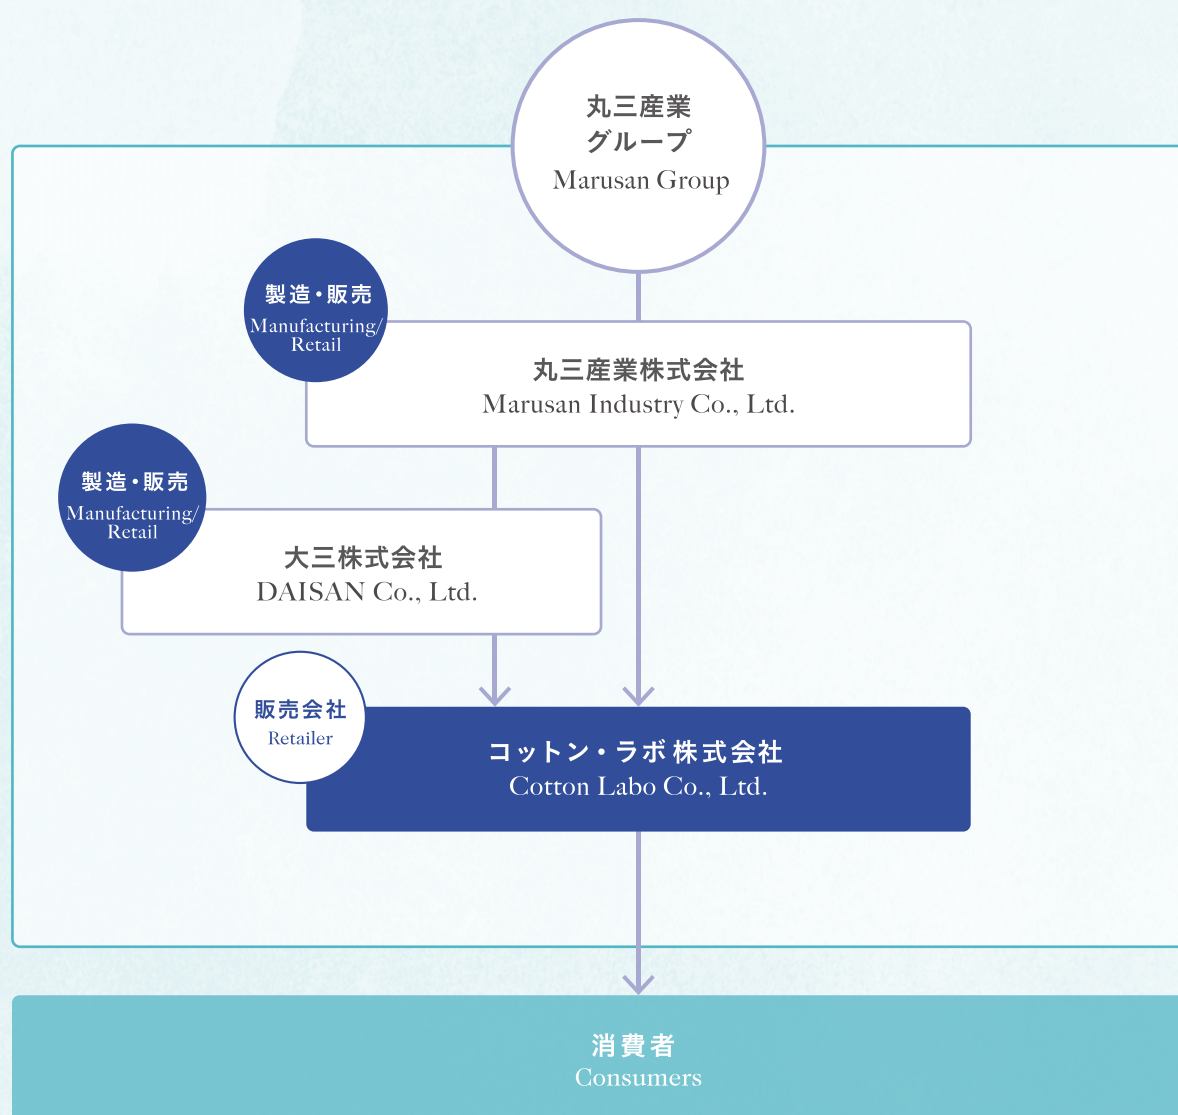 丸三産業
グループ
Marusan Group
製造・販売
Manufacturing/
Retail
丸三産業株式会社
Marusan Industry Co., Ltd.
製造・販売
Manufacturing/
Retail
大三株式会社
DAISAN Co., Ltd.
販売会社
Retailer
コットン・ラボ株式会社
Cotton Labo Co., Ltd.
消費者
Consumers